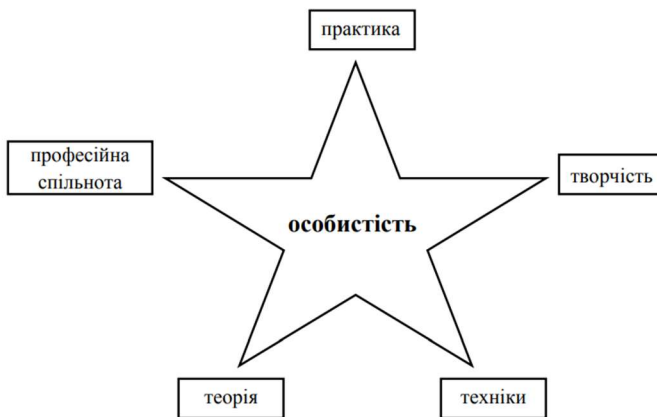 практика
професійна
спільнота
творчість
особистість
теорія
техніки